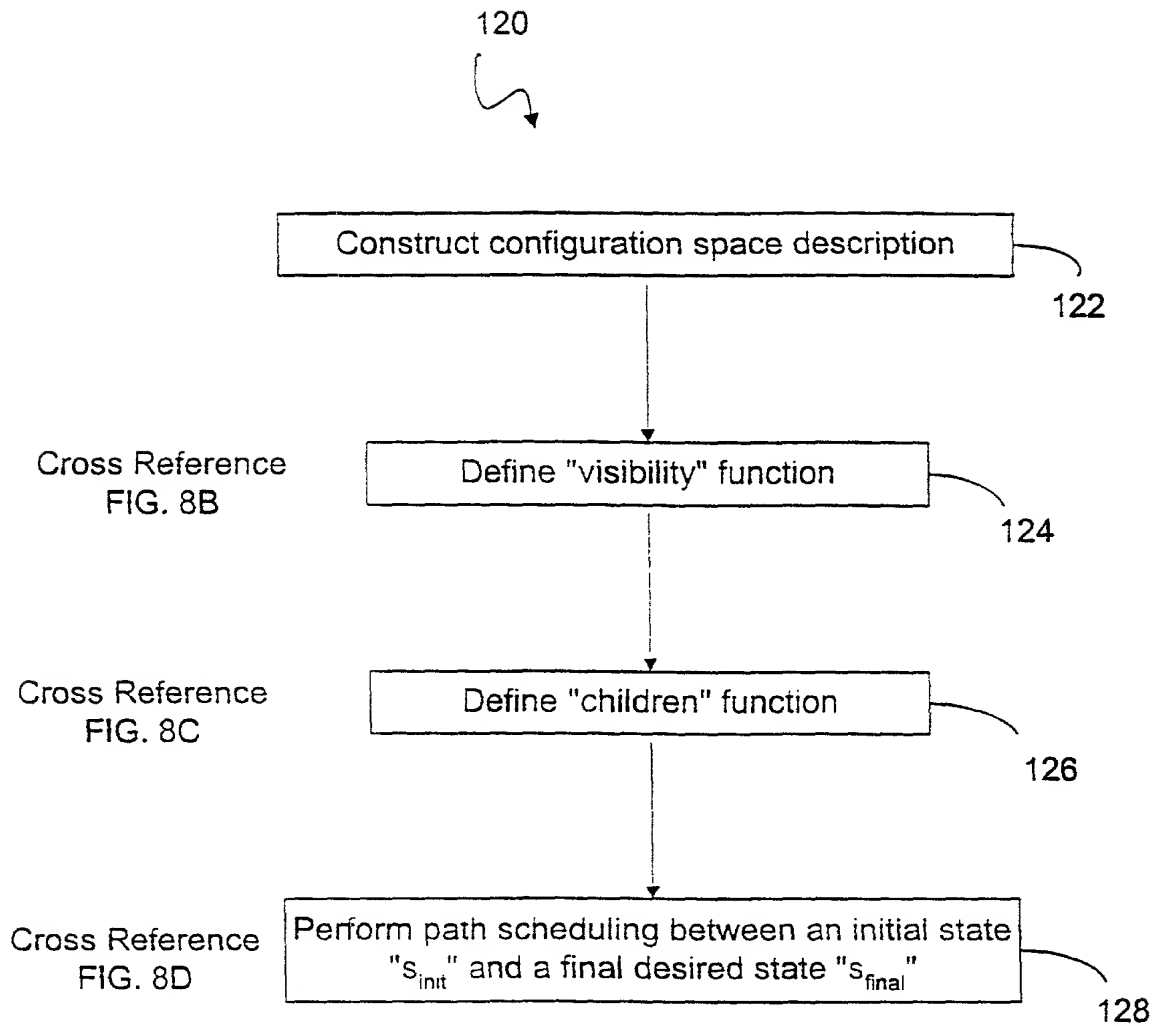 120
Construct configuration space description
122
Cross Reference
FIG. 8B
Define "visibility" function
124
Cross Reference
FIG. 8C
Define "children" function
126
Cross Reference
FIG. 8D
Perform path scheduling between an initial state
"s_init" and a final desired state "s_final"
128